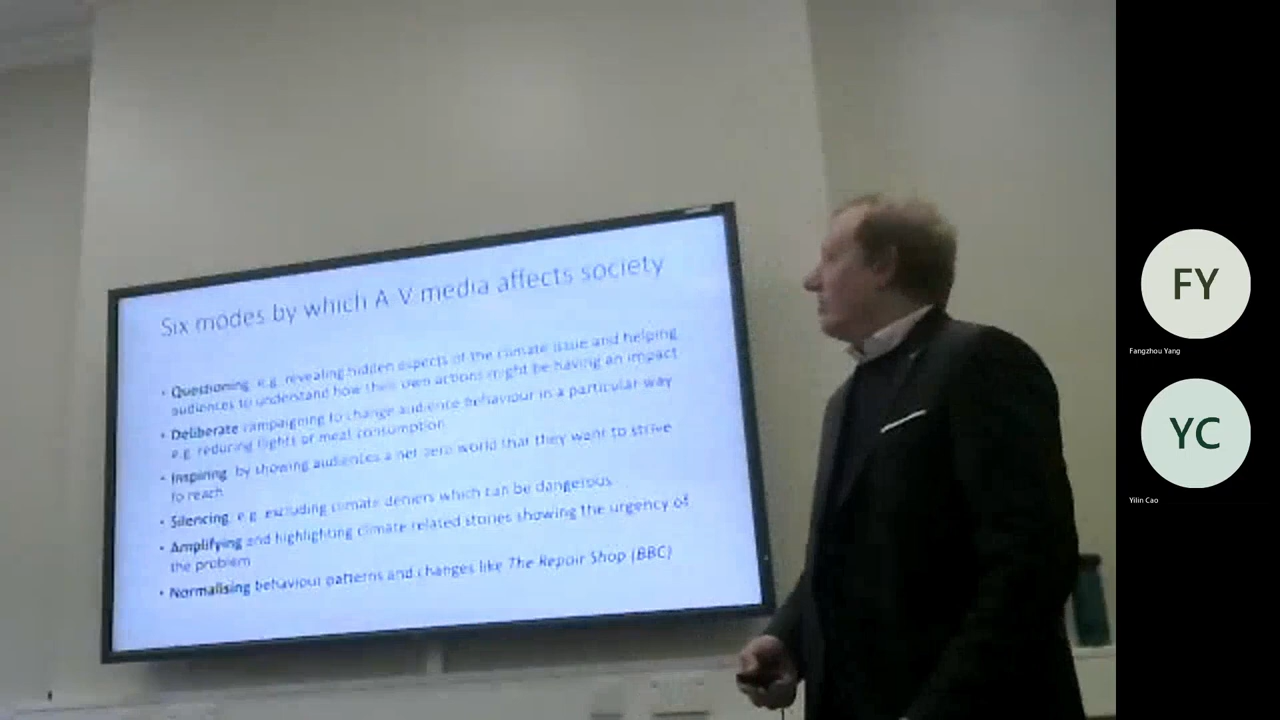 Six modes by which A V media affects society
• Questioning e.g. revealing hidden aspects of the climate issue and helping
audiences to understand how their own actions might be having an impact
• Deliberate campaigning to change audience behaviour in a particular way
e.g. reducing flights or meat consumption
• Inspiring by showing audiences a net zero world that they want to strive
to reach
• Silencing e.g. excluding climate deniers which can be dangerous
• Amplifying and highlighting climate related stories showing the urgency of
the problem
• Normalising behaviour patterns and changes like The Repair Shop (BBC)
FY
Fangzhou Yang
YC
Yilin Cao